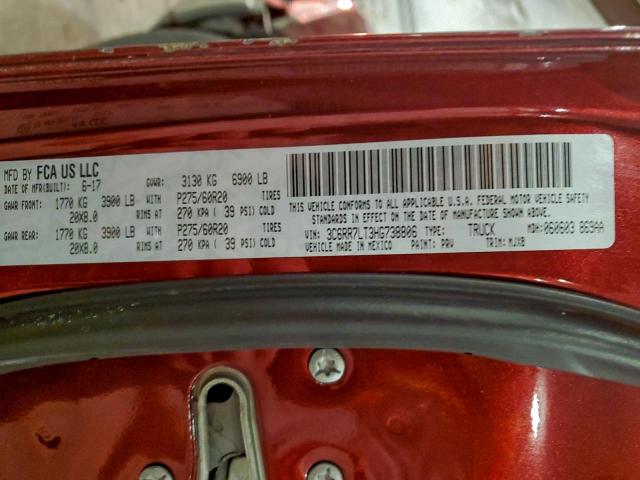 MFD BY FCA US LLC
DATE OF MFR(BUILT): 6-17 GVWR: 3130 KG 6900 LB
GAWR FRONT: 1770 KG 3900 LB WITH P275/60R20 TIRES
20X8.0 RIMS AT 270 KPA ( 39 PSI) COLD
GAWR REAR: 1770 KG 3900 LB WITH P275/60R20 TIRES
20X8.0 RIMS AT 270 KPA ( 39 PSI) COLD
THIS VEHICLE CONFORMS TO ALL APPLICABLE U.S.A. FEDERAL MOTOR VEHICLE SAFETY
STANDARDS IN EFFECT ON THE DATE OF MANUFACTURE SHOWN ABOVE.
VIN: 3C6RR7LT3HG738806 TYPE: TRUCK MDH: 060603 863AA
VEHICLE MADE IN MEXICO PAINT: PRV TRIM: MJX8